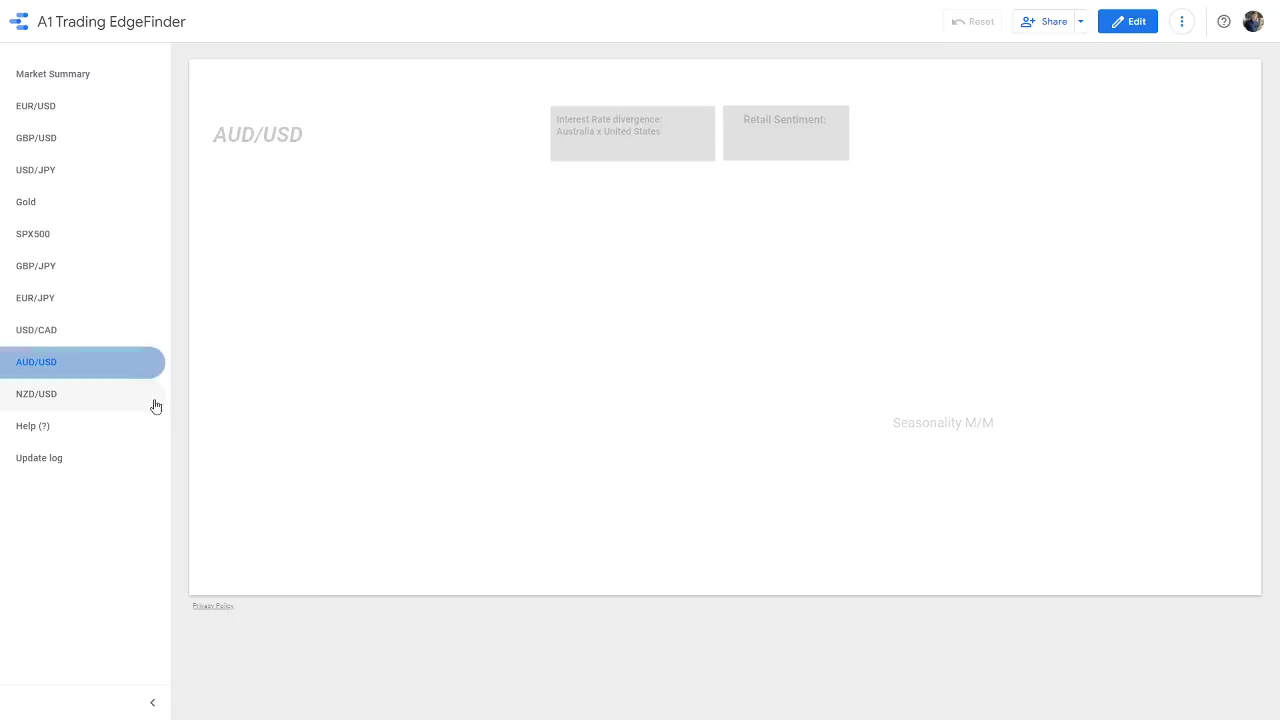 A1 Trading EdgeFinder
Reset
Share
Edit
Market Summary
EUR/USD
GBP/USD
USD/JPY
Gold
SPX500
GBP/JPY
EUR/JPY
USD/CAD
AUD/USD
NZD/USD
Help (?)
Update log
AUD/USD
Interest Rate divergence:
Australia x United States
Retail Sentiment:
Seasonality M/M
Privacy Policy